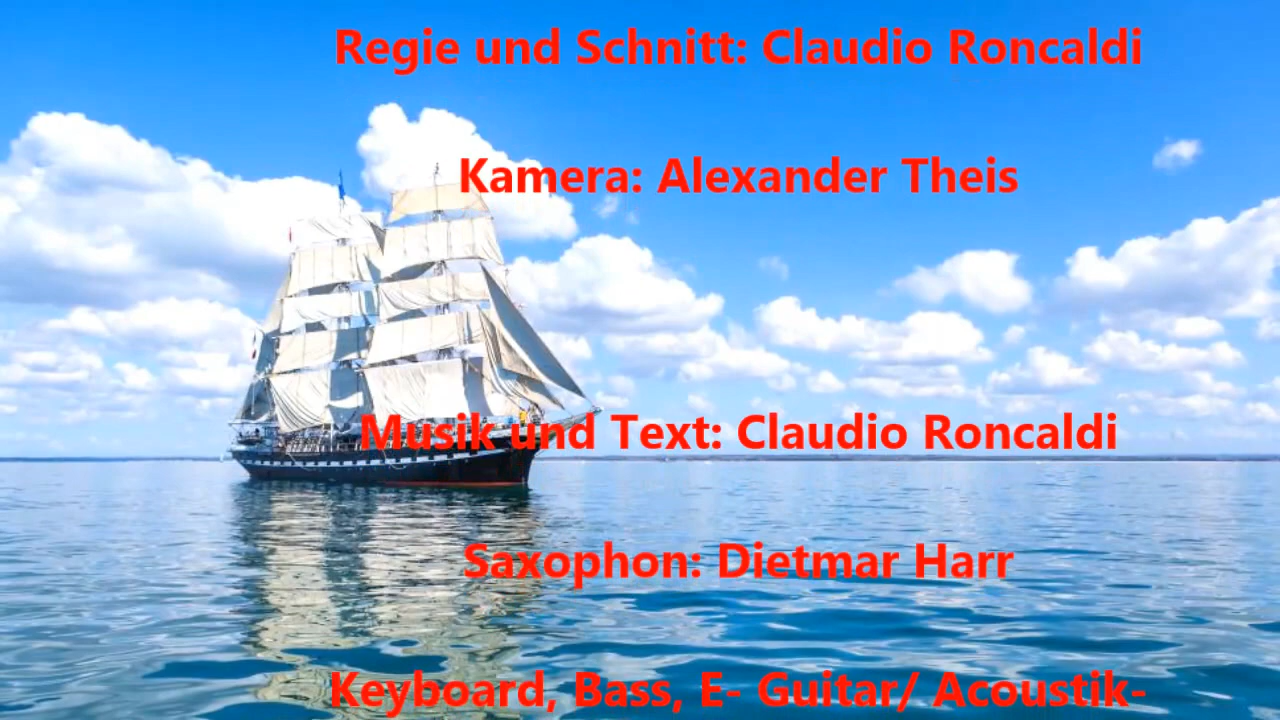 Regie und Schnitt: Claudio Roncaldi
Kamera: Alexander Theis
Musik und Text: Claudio Roncaldi
Saxophon: Dietmar Harr
Keyboard, Bass, E- Guitar/ Acoustik-